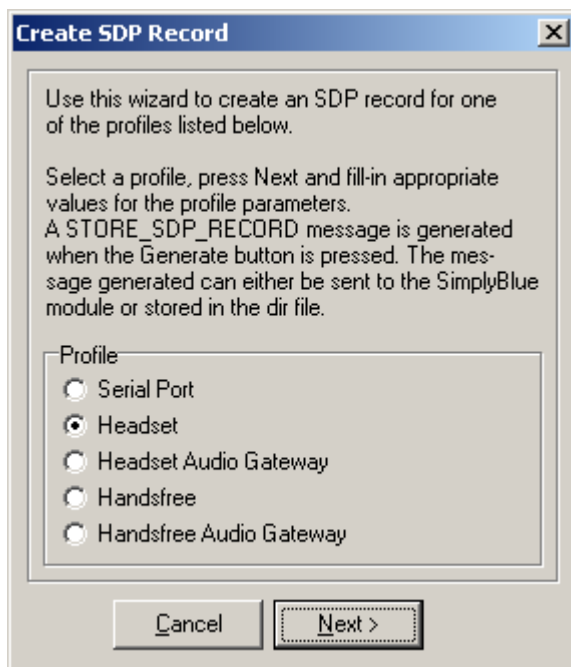 Create SDP Record
Use this wizard to create an SDP record for one
of the profiles listed below.
Select a profile, press Next and fill-in appropriate
values for the profile parameters.
A STORE_SDP_RECORD message is generated
when the Generate button is pressed. The mes-
sage generated can either be sent to the SimplyBlue
module or stored in the dir file.
Profile
Serial Port
Headset
Headset Audio Gateway
Handsfree
Handsfree Audio Gateway
Cancel
Next >